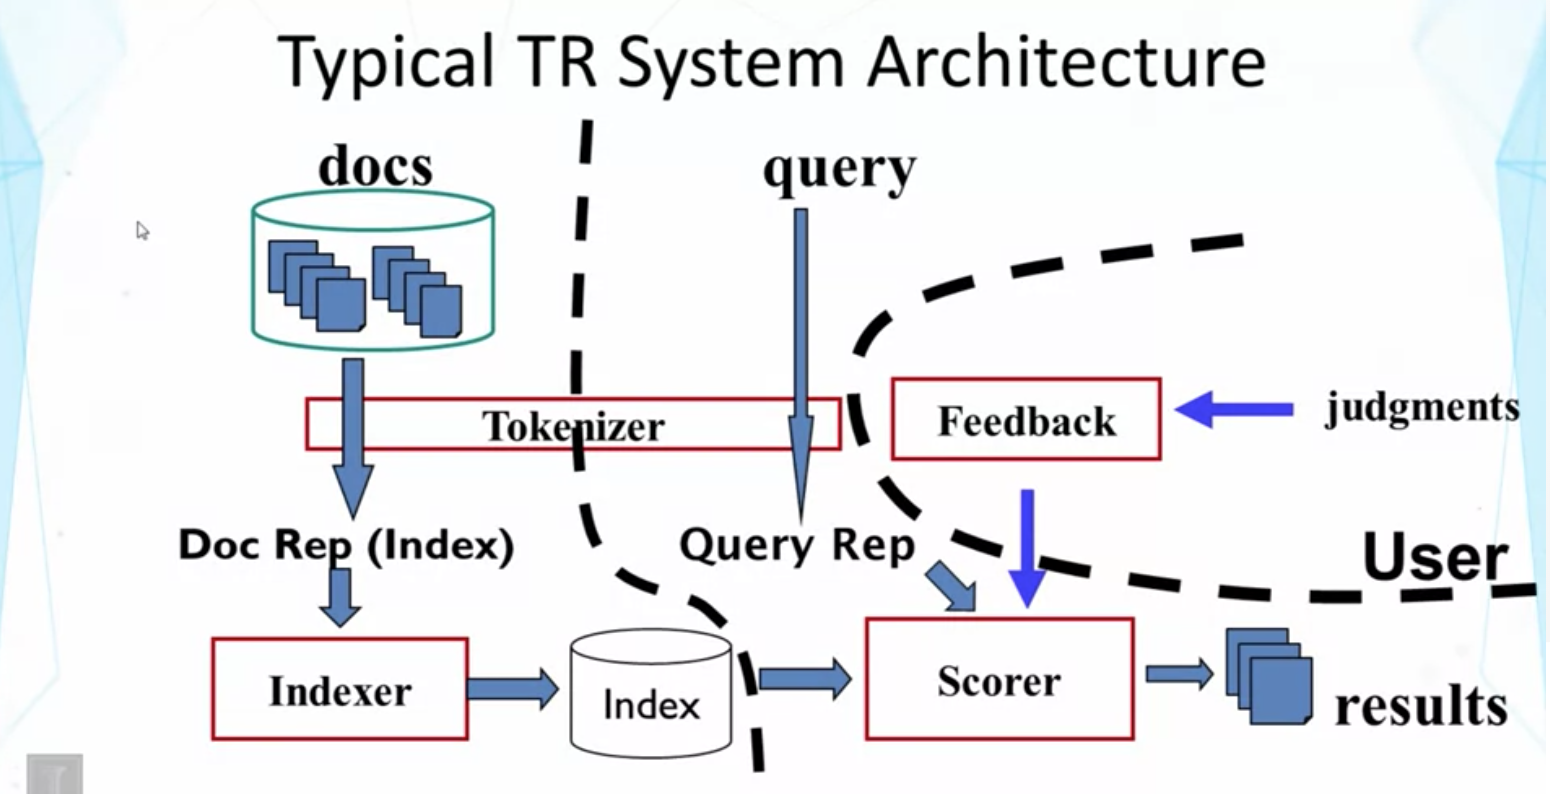 Typical TR System Architecture
docs
query
Tokenizer
Feedback
judgments
Doc Rep (Index)
Query Rep
User
Indexer
Index
Scorer
results
I